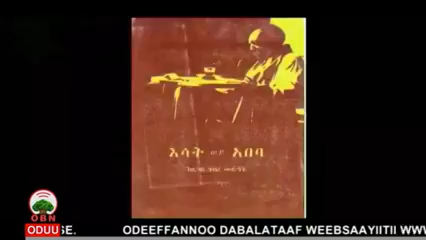 እሳት ወይ አበባ
OBN
ODUU
SE. ODEEFFANNOO DABALATAAF WEEBSAAYIITII WWW